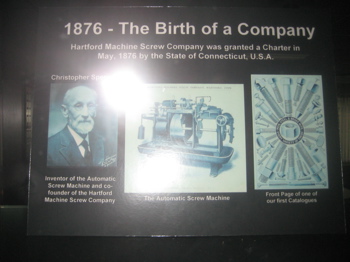 1876 - The Birth of a Company
Hartford Machine Screw Company was granted a Charter in
May, 1876 by the State of Connecticut, U.S.A.
Christopher
Inventor of the Automatic
Screw Machine and co-
founder of the Hartford
Machine Screw Company
The Automatic Screw Machine
Front Page of one of
our first Catalogues